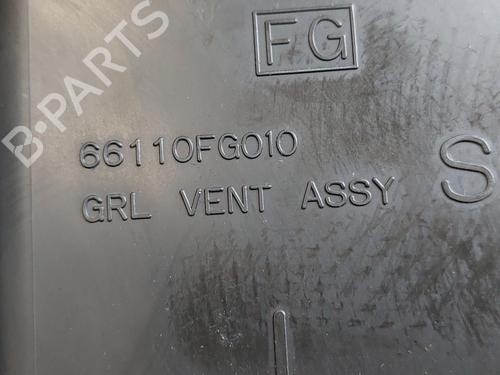 B-PARTS
FG
66110FG010
GRL VENT ASSY S